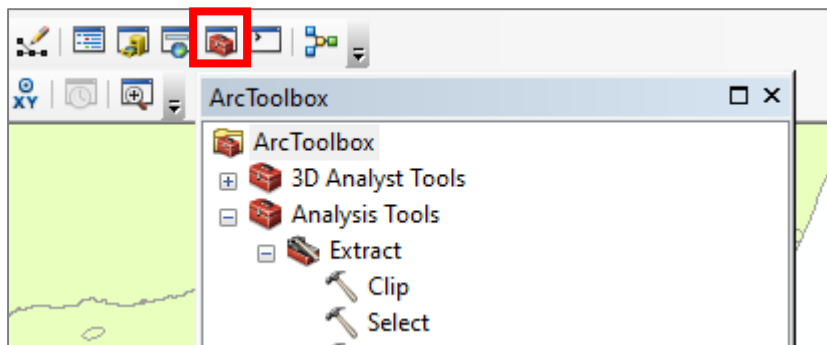 XY
ArcToolbox
ArcToolbox
3D Analyst Tools
Analysis Tools
Extract
Clip
Select